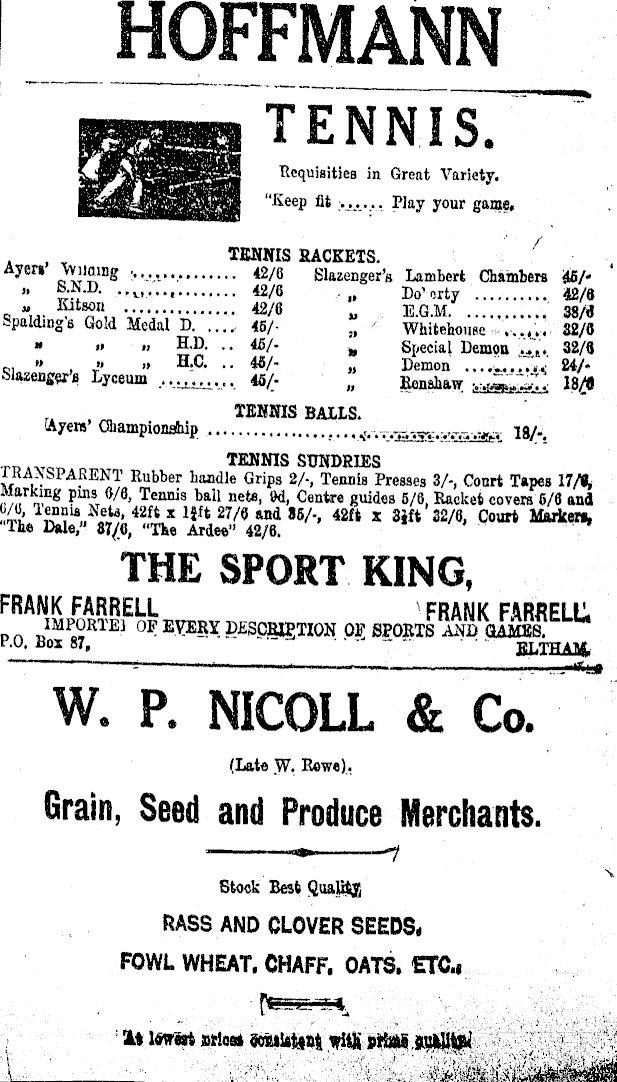 HOFFMANN
TENNIS.
Requisities in Great Variety.
"Keep fit ...... Play your game.
TENNIS RACKETS.
Ayers' Wilding .............. 42/6
„ S.N.D. .............. 42/6
„ Kitson .............. 42/6
Spalding's Gold Medal D. .... 45/-
„ „ „ H.D. .. 45/-
„ „ „ H.C. .. 45/-
Slazenger's Lyceum .......... 45/-
Slazenger's Lambert Chambers 45/-
„ Do'erty .......... 42/6
„ E.G.M. ........... 38/6
„ Whitehouse ...... 32/6
„ Special Demon .... 32/6
„ Demon ........... 24/-
„ Renshaw ........... 18/6
TENNIS BALLS.
Ayers' Championship .............................. 18/-.
TENNIS SUNDRIES
TRANSPARENT Rubber handle Grips 2/-, Tennis Presses 3/-, Court Tapes 17/6,
Marking pins 6/6, Tennis ball nets, 9d, Centre guides 5/6, Racket covers 5/6 and
6/6, Tennis Nets, 42ft x ft 27/6 and 35/-, 42ft x 3½ft 32/6, Court Markers,
"The Dale," 37/6, "The Ardee" 42/6.
THE SPORT KING,
FRANK FARRELL FRANK FARRELL.
IMPORTE] OF EVERY DESCRIPTION OF SPORTS AND GAMES.
P.O. Box 87, ELTHAM.
W. P. NICOLL & Co.
(Late W. Rowe).
Grain, Seed and Produce Merchants.
Stock Best Quality
RASS AND CLOVER SEEDS,
FOWL WHEAT, CHAFF, OATS, ETC.,
At lowest prices consistent with prime quality